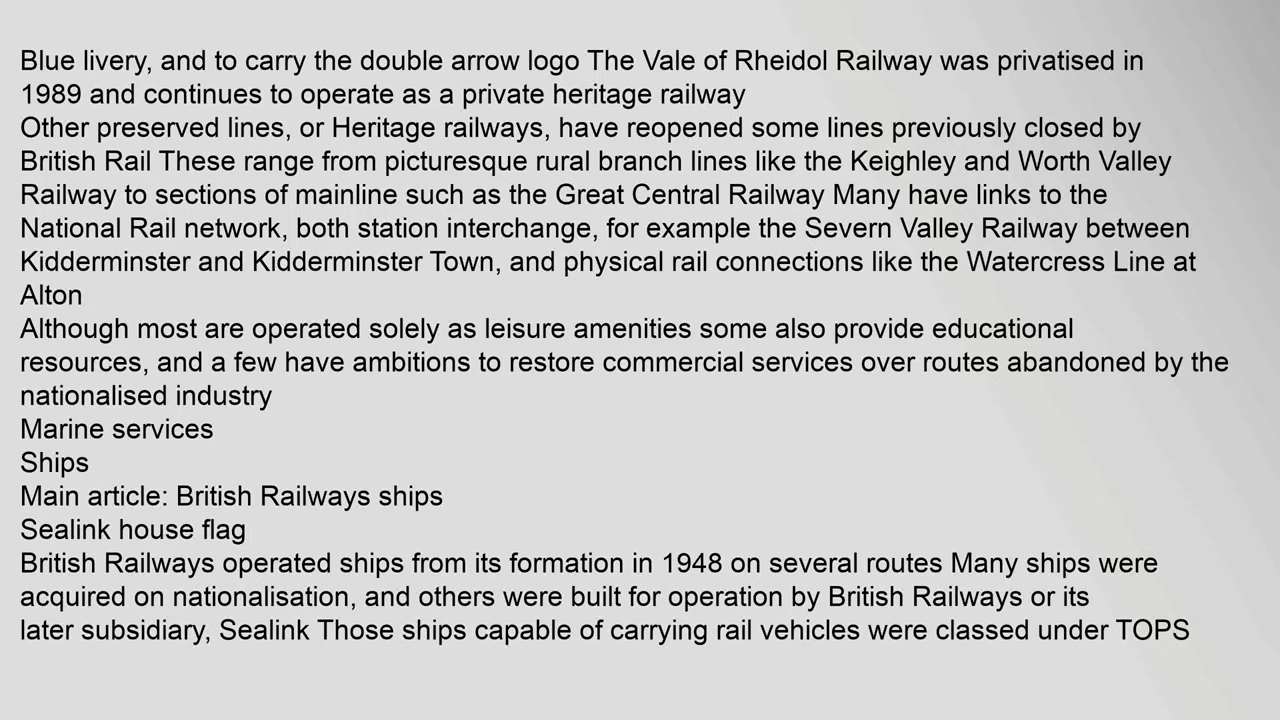 Blue livery, and to carry the double arrow logo The Vale of Rheidol Railway was privatised in
1989 and continues to operate as a private heritage railway
Other preserved lines, or Heritage railways, have reopened some lines previously closed by
British Rail These range from picturesque rural branch lines like the Keighley and Worth Valley
Railway to sections of mainline such as the Great Central Railway Many have links to the
National Rail network, both station interchange, for example the Severn Valley Railway between
Kidderminster and Kidderminster Town, and physical rail connections like the Watercress Line at
Alton
Although most are operated solely as leisure amenities some also provide educational
resources, and a few have ambitions to restore commercial services over routes abandoned by the
nationalised industry
Marine services
Ships
Main article: British Railways ships
Sealink house flag
British Railways operated ships from its formation in 1948 on several routes Many ships were
acquired on nationalisation, and others were built for operation by British Railways or its
later subsidiary, Sealink Those ships capable of carrying rail vehicles were classed under TOPS